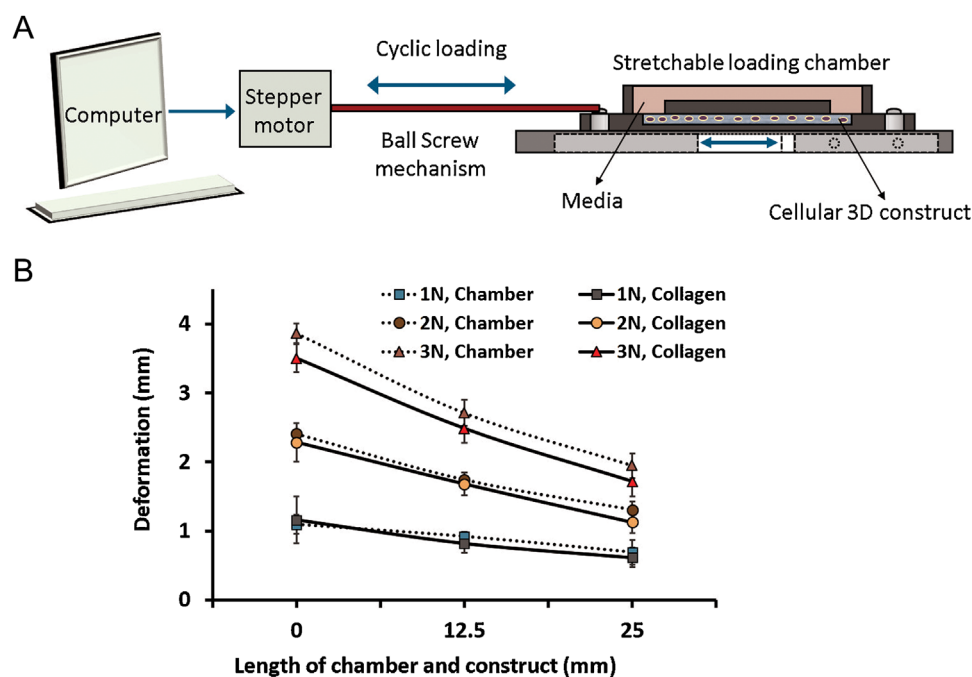 A
Computer
Stepper
motor
Cyclic loading
Ball Screw
mechanism
Stretchable loading chamber
Media
Cellular 3D construct
B
1N, Chamber
1N, Collagen
2N, Chamber
2N, Collagen
3N, Chamber
3N, Collagen
Deformation (mm)
4
3
2
1
0
0
12.5
25
Length of chamber and construct (mm)